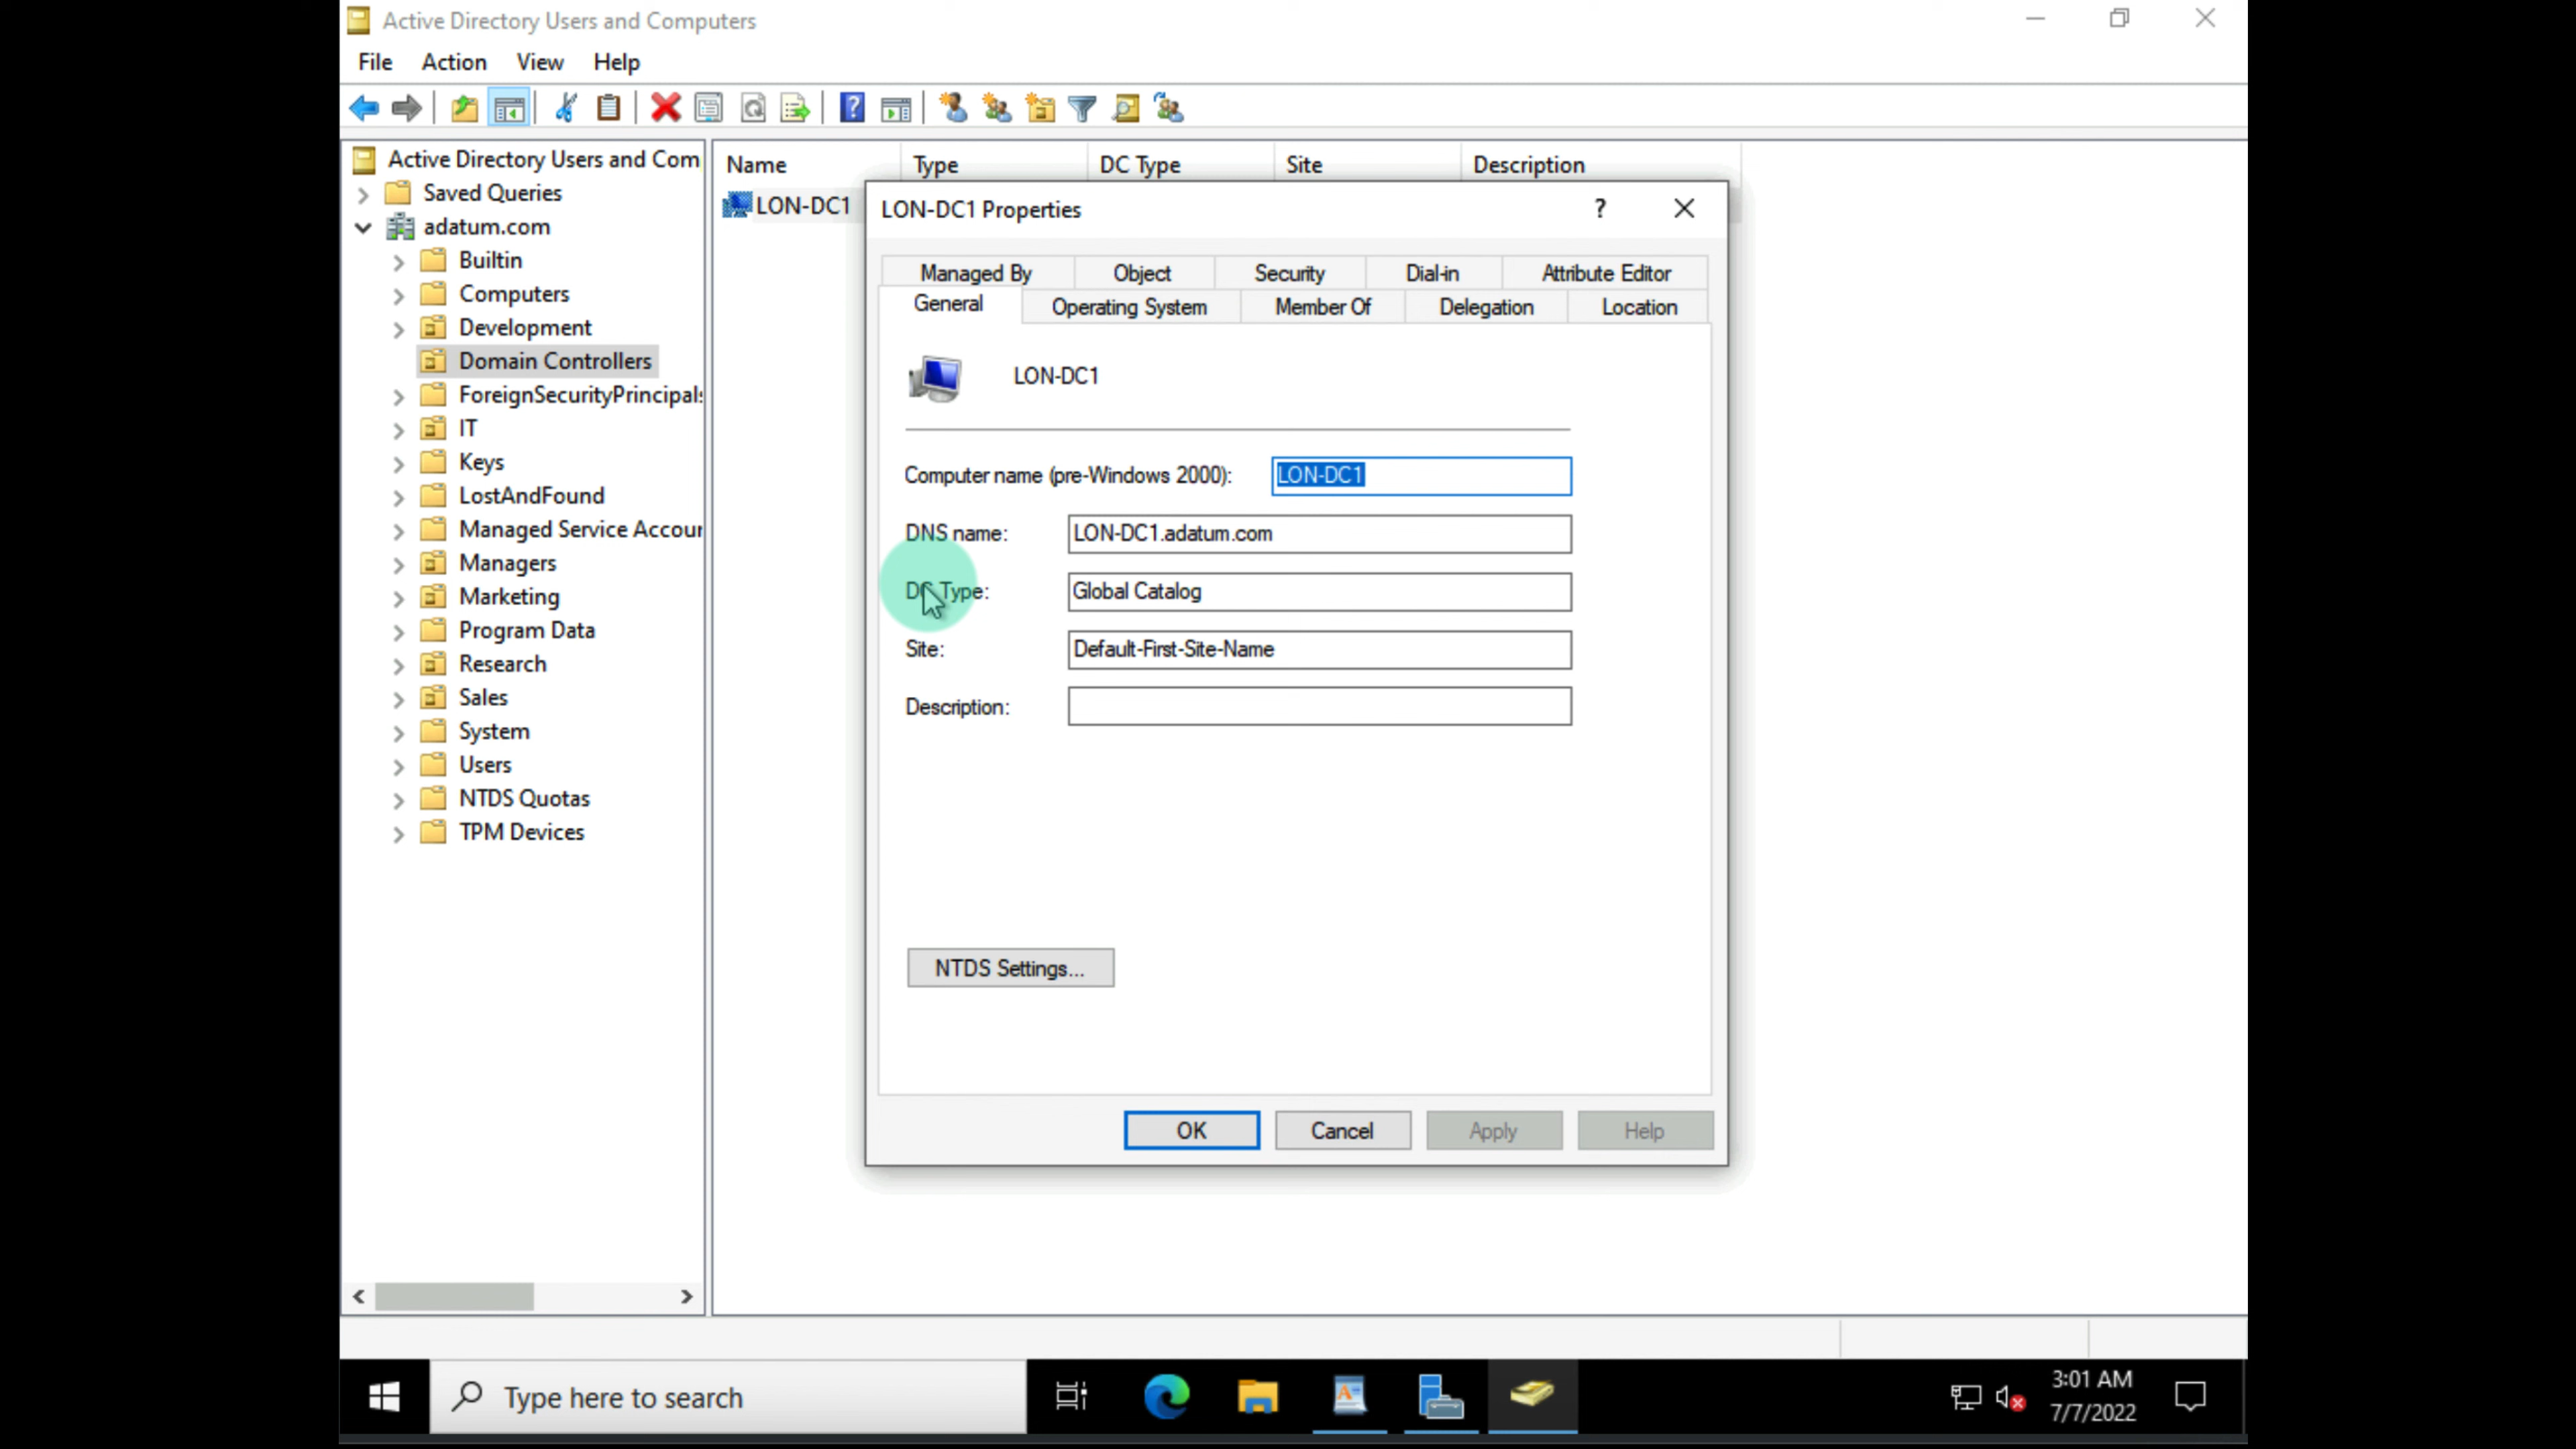 Active Directory Users and Computers
File Action View Help
Active Directory Users and Com
Saved Queries
adatum.com
Builtin
Computers
Development
Domain Controllers
ForeignSecurityPrincipals
IT
Keys
LostAndFound
Managed Service Accour
Managers
Marketing
Program Data
Research
Sales
System
Users
NTDS Quotas
TPM Devices
Name Type DC Type Site Description
LON-DC1
LON-DC1 Properties
? 
Managed By Object Security Dial-in Attribute Editor
General Operating System Member Of Delegation Location
LON-DC1
Computer name (pre-Windows 2000): LON-DC1
DNS name: LON-DC1.adatum.com
DC Type: Global Catalog
Site: Default-First-Site-Name
Description:
NTDS Settings...
OK Cancel Apply Help
Type here to search
3:01 AM
7/7/2022